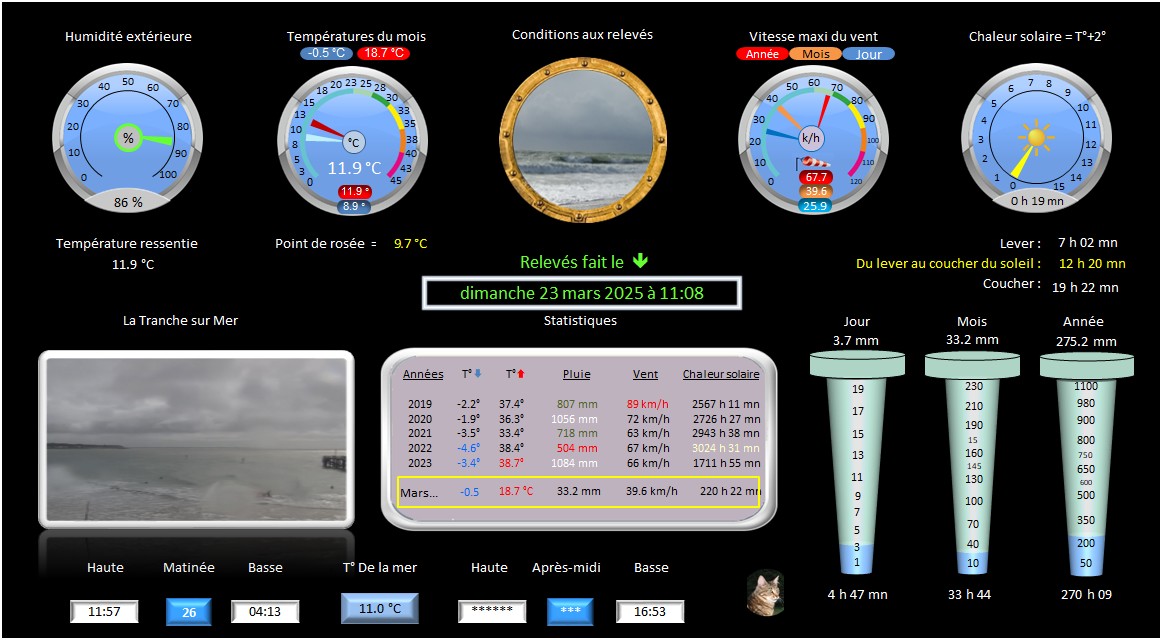 Humidité extérieure
Températures du mois
Conditions aux relevés
Vitesse maxi du vent
Chaleur solaire = T°+2°
-0.5 °C 18.7 °C
Année Mois Jour
0 10 20 30 40 50 60 70 80 90 100
%
86 %
0 3 5 8 10 13 15 18 20 23 25 28 30 33 35 38 40 43 45
°C
11.9 °C
11.9 °
8.9 °
0 10 20 30 40 50 60 70 80 90 100 110 120
k/h
67.7
39.6
25.9
0 1 2 3 4 5 6 7 8 9 10 11 12 13 14 15
0 h 19 mn
Température ressentie
11.9 °C
Point de rosée = 9.7 °C
Relevés fait le
dimanche 23 mars 2025 à 11:08
Lever : 7 h 02 mn
Du lever au coucher du soleil : 12 h 20 mn
Coucher : 19 h 22 mn
La Tranche sur Mer
Statistiques
Années T° T° Pluie Vent Chaleur solaire
2019 -2.2° 37.4° 807 mm 89 km/h 2567 h 11 mn
2020 -1.9° 36.3° 1056 mm 72 km/h 2726 h 27 mn
2021 -3.5° 33.4° 718 mm 63 km/h 2943 h 38 mn
2022 -4.6° 38.4° 504 mm 67 km/h 3024 h 31 mn
2023 -3.4° 38.7° 1084 mm 66 km/h 1711 h 55 mn
Mars... -0.5 18.7 °C 33.2 mm 39.6 km/h 220 h 22 mn
Jour
3.7 mm
19
17
15
13
11
9
7
5
3
1
4 h 47 mn
Mois
33.2 mm
230
210
190
15
160
145
130
100
70
40
10
33 h 44
Année
275.2 mm
1100
980
900
800
750
650
600
500
350
200
50
270 h 09
Haute Matinée Basse
11:57 26 04:13
T° De la mer
11.0 °C
Haute Après-midi Basse
****** *** 16:53